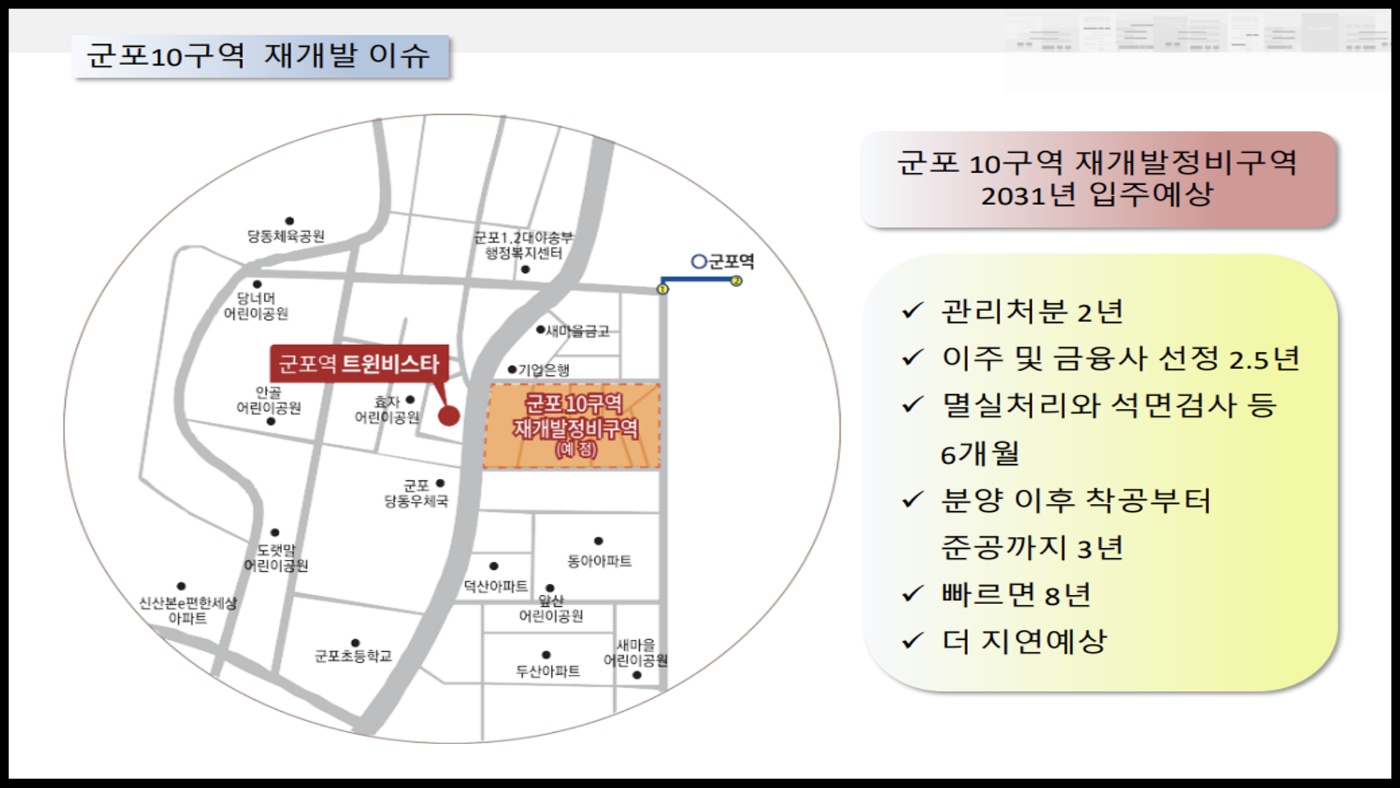 군포10구역 재개발 이슈
군포 10구역 재개발정비구역
2031년 입주예상
✓ 관리처분 2년
✓ 이주 및 금융사 선정 2.5년
✓ 멸실처리와 석면검사 등
6개월
✓ 분양 이후 착공부터
준공까지 3년
✓ 빠르면 8년
✓ 더 지연예상
당동체육공원
군포1.2대야송부
행정복지센터
군포역
1
2
당너머
어린이공원
새마을금고
군포역 트윈비스타
기업은행
안골
어린이공원
효자
어린이공원
군포 10구역
재개발정비구역
(예 정)
군포
당동우체국
도랫말
어린이공원
동아아파트
덕산아파트
앞산
어린이공원
신산본e편한세상
아파트
군포초등학교
두산아파트
새마을
어린이공원